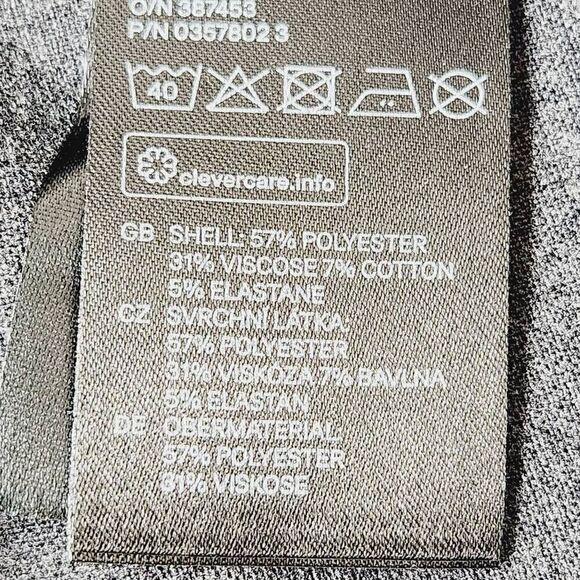 O/N 387453
P/N 0357802 3
40
clevercare.info
GB SHELL: 57% POLYESTER
31% VISCOSE 7% COTTON
5% ELASTANE
CZ SVRCHNÍ LÁTKA:
57% POLYESTER
31% VISKÓZA 7% BAVLNA
5% ELASTAN
DE OBERMATERIAL:
57% POLYESTER
31% VISKOSE